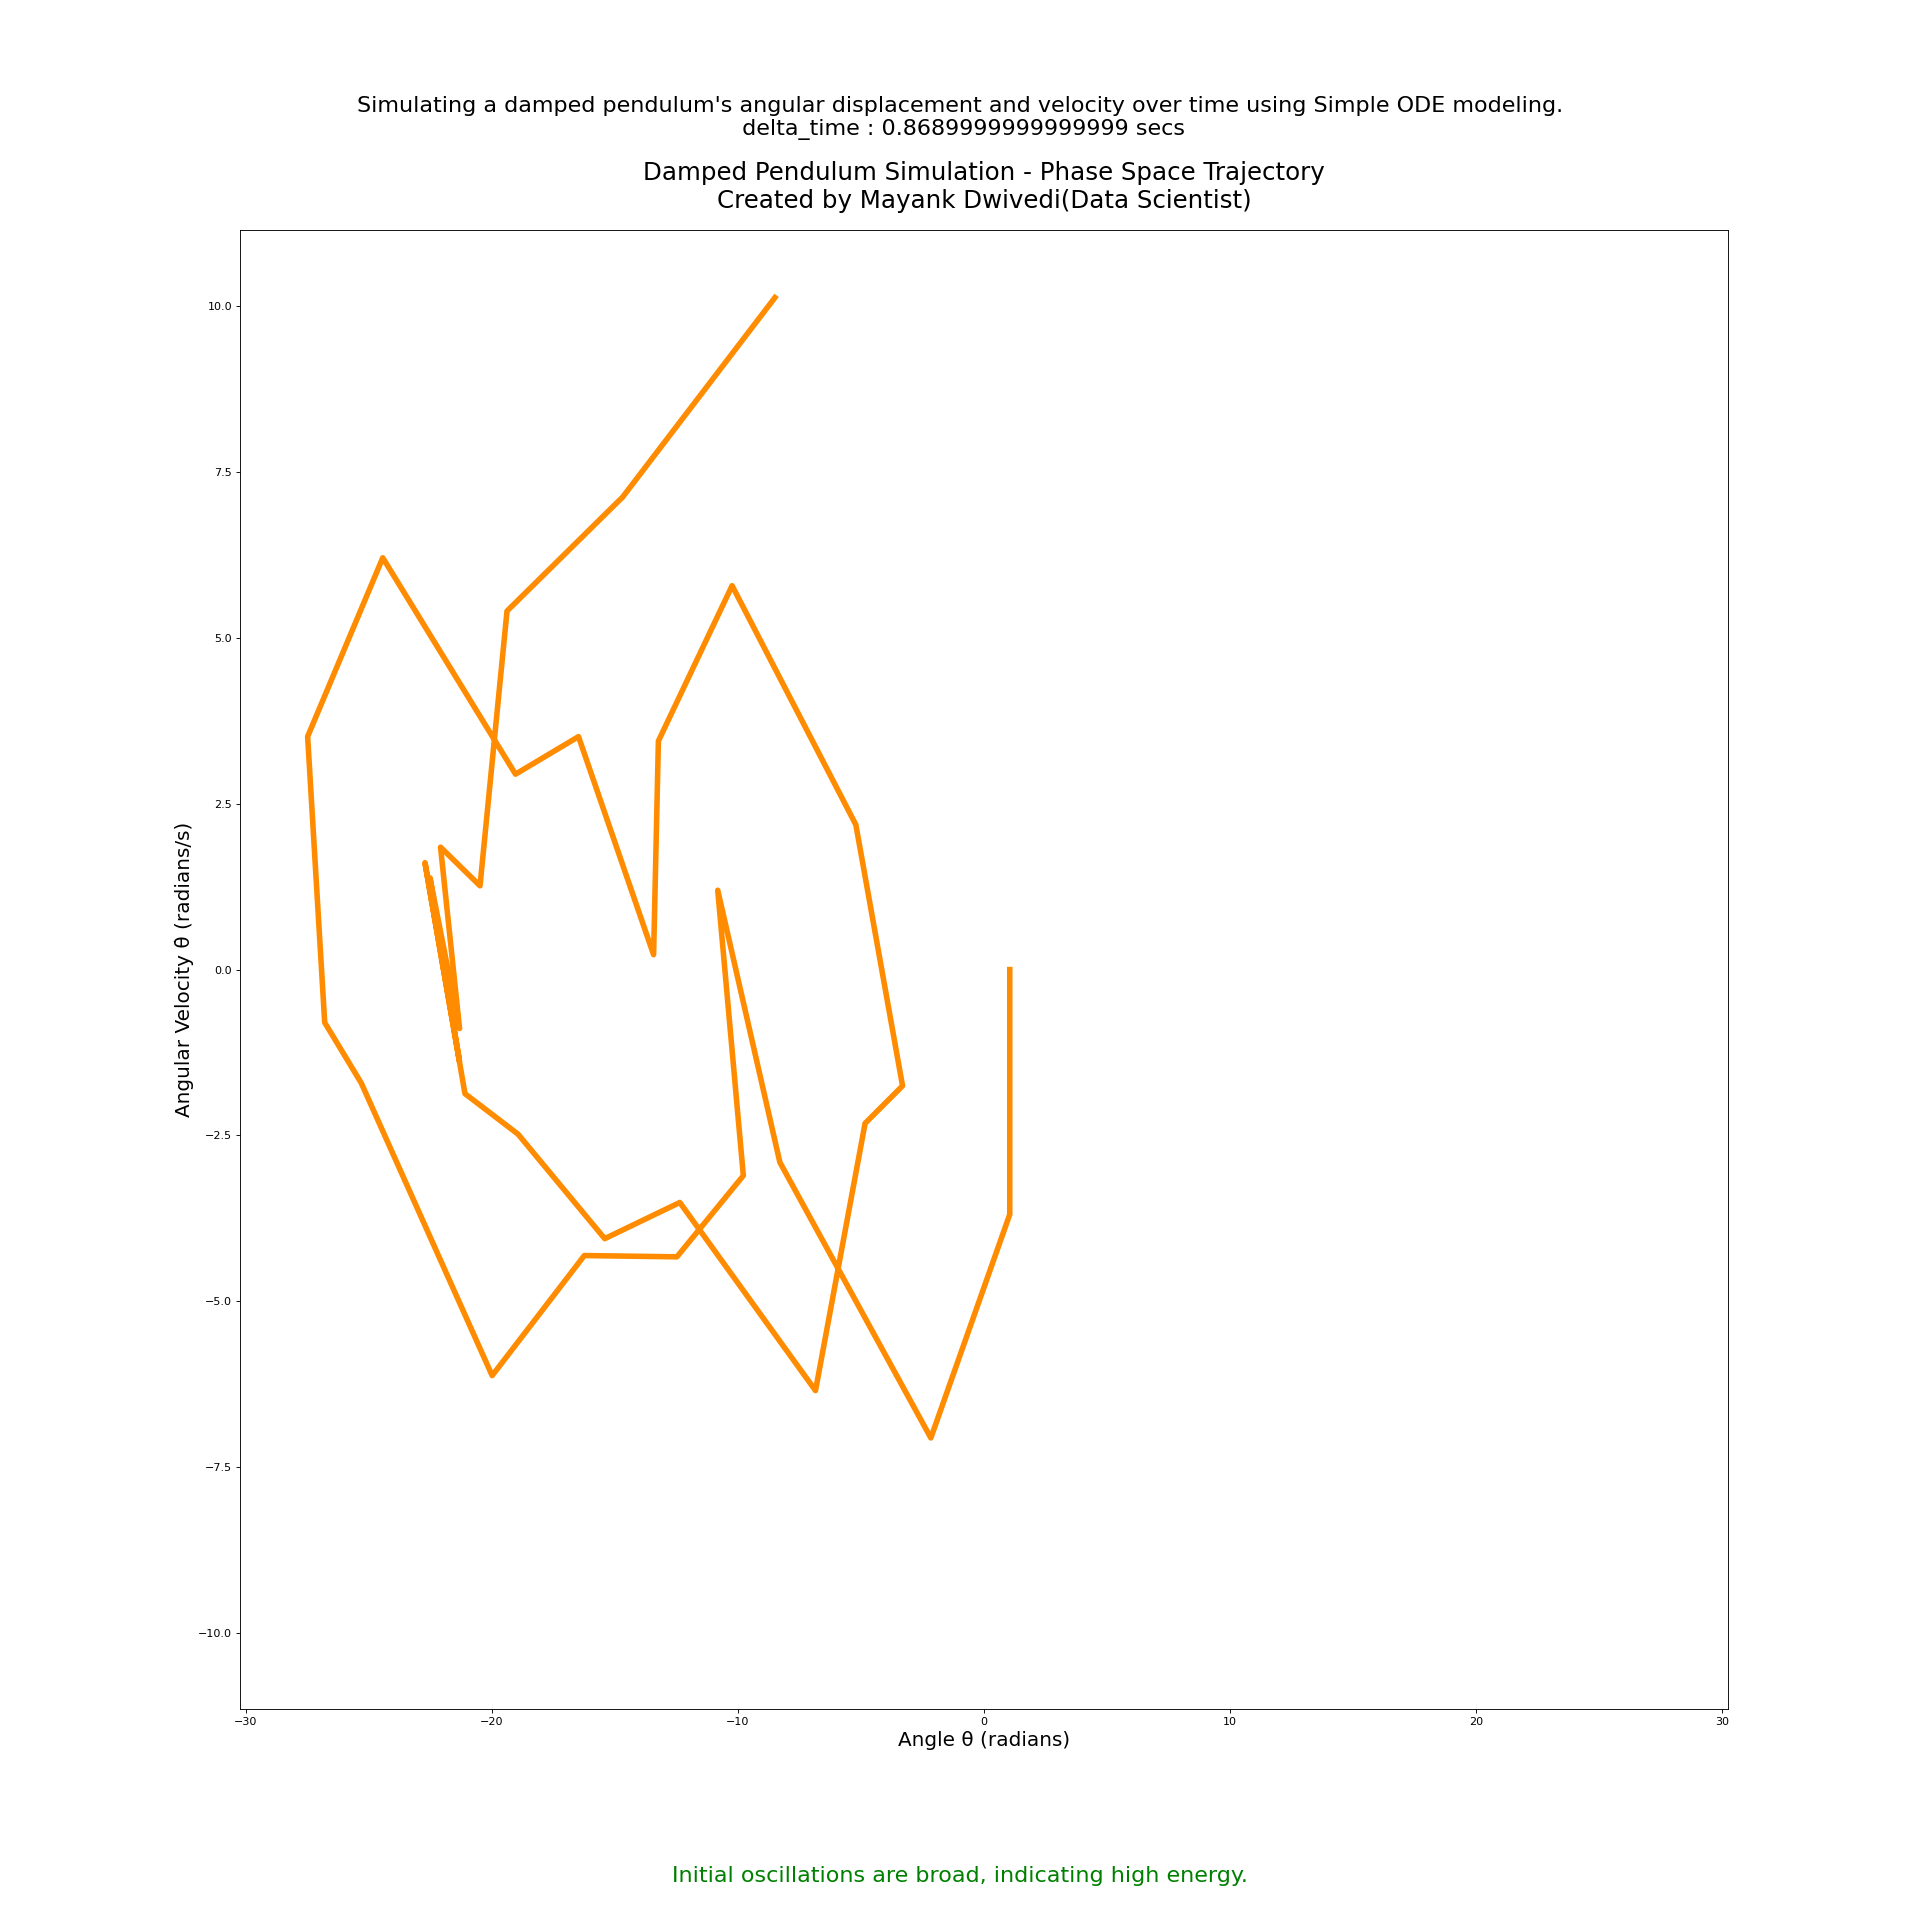 Simulating a damped pendulum's angular displacement and velocity over time using Simple ODE modeling.
delta_time : 0.8689999999999999 secs
Damped Pendulum Simulation - Phase Space Trajectory
Created by Mayank Dwivedi(Data Scientist)
10.0
7.5
5.0
2.5
0.0
−2.5
−5.0
−7.5
−10.0
Angular Velocity θ (radians/s)
−30
−20
−10
0
10
20
30
Angle θ (radians)
Initial oscillations are broad, indicating high energy.